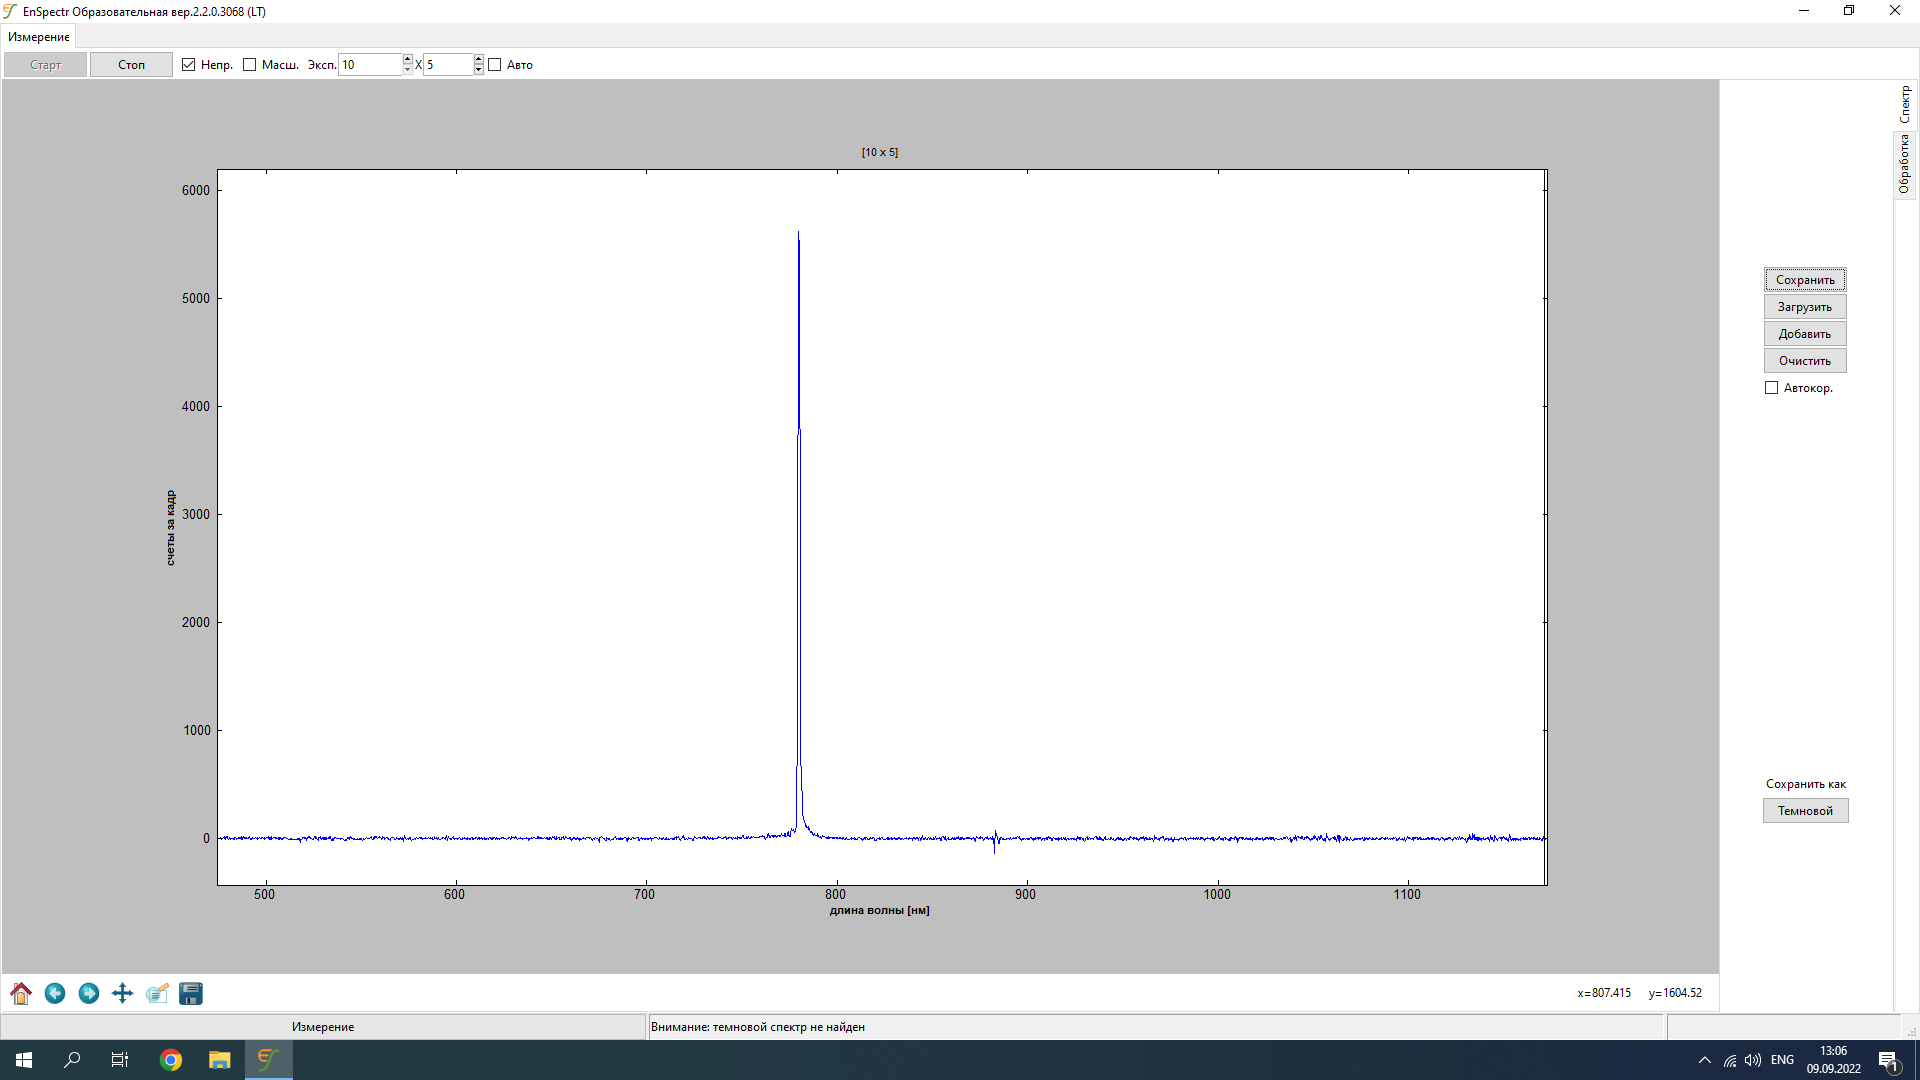 EnSpectr Образовательная вер.2.2.0.3068 (LT)
Измерение
Старт Стоп Непр. Масш. Эксп. 10 X 5 Авто
Спектр
Обработка
[10 x 5]
6000
5000
4000
3000
2000
1000
0
счеты за кадр
500 600 700 800 900 1000 1100
длина волны [нм]
Сохранить
Загрузить
Добавить
Очистить
Автокор.
Сохранить как
Темновой
x=807.415 y=1604.52
Измерение Внимание: темновой спектр не найден
ENG 13:06 1
09.09.2022